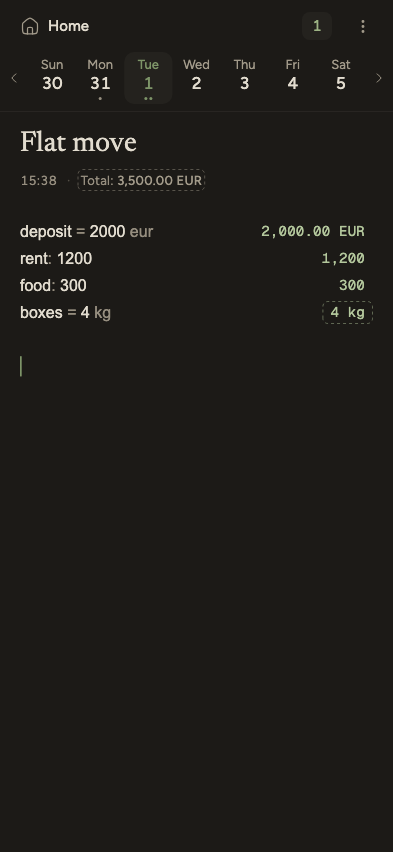 Home
1
Sun Mon Tue Wed Thu Fri Sat
30 31 1 2 3 4 5
Flat move
15:38 · Total: 3,500.00 EUR
deposit = 2000 eur 2,000.00 EUR
rent: 1200 1,200
food: 300 300
boxes = 4 kg 4 kg